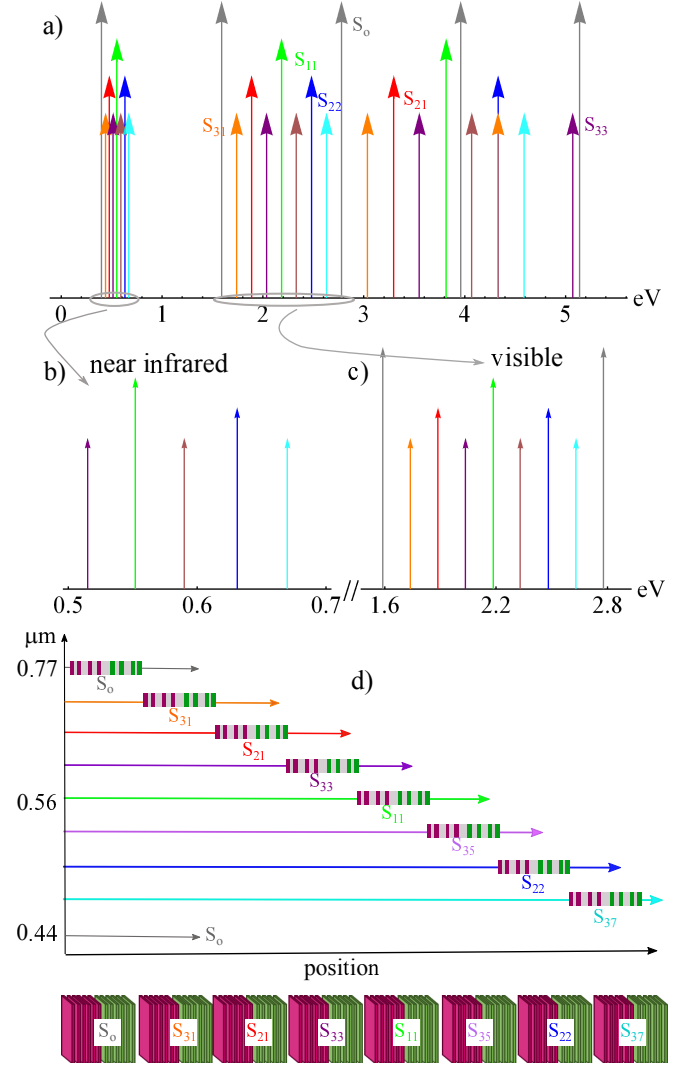 a)
Sₒ
S₁₁
S₂₂
S₂₁
S₃₁
S₃₃
0 1 2 3 4 5 eV
near infrared
visible
b)
c)
0.5 0.6 0.7 // 1.6 2.2 2.8 eV
μm
d)
0.77
Sₒ
S₃₁
S₂₁
S₃₃
0.56
S₁₁
S₃₅
S₂₂
S₃₇
0.44
Sₒ
position
Sₒ S₃₁ S₂₁ S₃₃ S₁₁ S₃₅ S₂₂ S₃₇